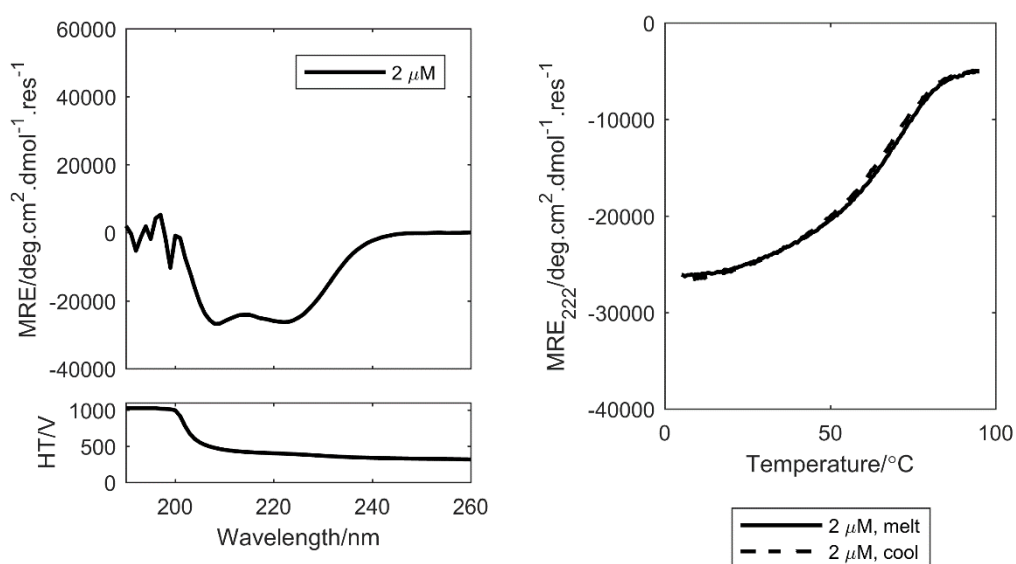 60000
40000
20000
0
-20000
-40000
MRE/deg.cm².dmol⁻¹.res⁻¹
2 μM
1000
500
0
HT/V
200
220
240
260
Wavelength/nm
0
-10000
-20000
-30000
-40000
MRE₂₂₂/deg.cm².dmol⁻¹.res⁻¹
0
50
100
Temperature/°C
2 μM, melt
2 μM, cool